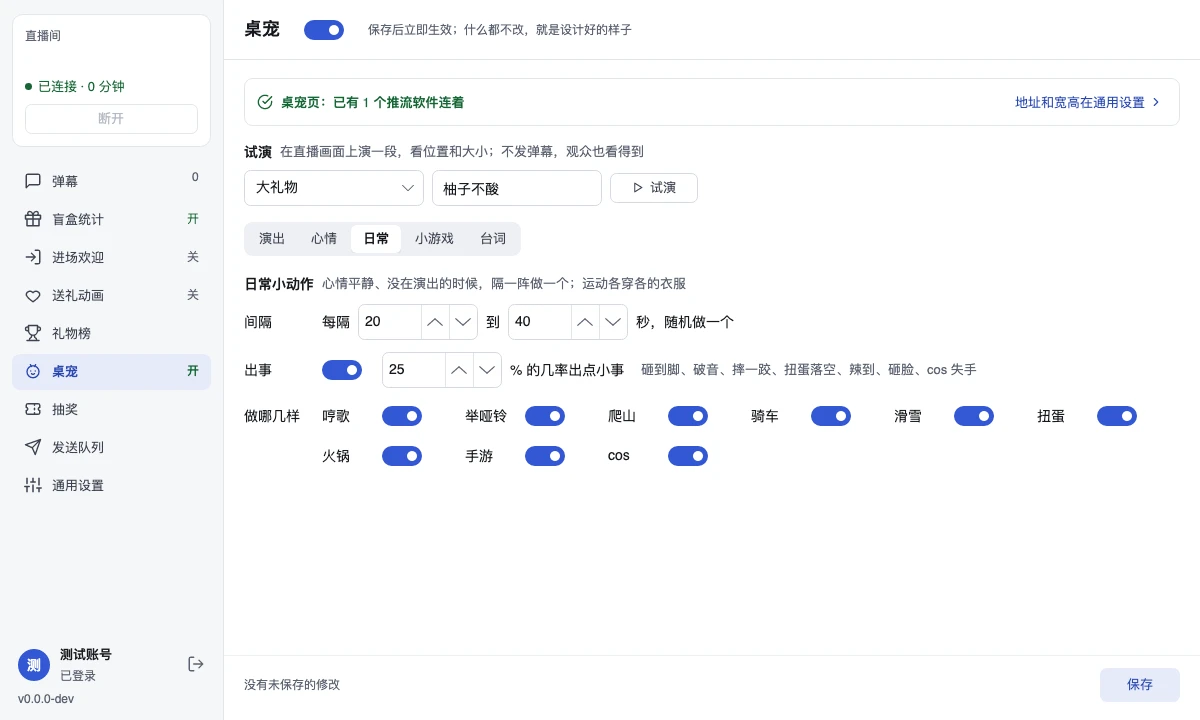 直播间
已连接 · 0 分钟
断开
弹幕 0
盲盒统计 开
进场欢迎 关
送礼动画 关
礼物榜
桌宠 开
抽奖
发送队列
通用设置
测 测试账号
已登录
v0.0.0-dev
桌宠 保存后立即生效；什么都不改，就是设计好的样子
桌宠页：已有 1 个推流软件连着 地址和宽高在通用设置
试演 在直播画面上演一段，看位置和大小；不发弹幕，观众也看得到
大礼物 柚子不酸 试演
演出 心情 日常 小游戏 台词
日常小动作 心情平静、没在演出的时候，隔一阵做一个；运动各穿各的衣服
间隔 每隔 20 到 40 秒，随机做一个
出事 25 % 的几率出点小事 砸到脚、破音、摔一跤、扭蛋落空、辣到、砸脸、cos 失手
做哪几样 哼歌 举哑铃 爬山 骑车 滑雪 扭蛋
火锅 手游 cos
没有未保存的修改 保存